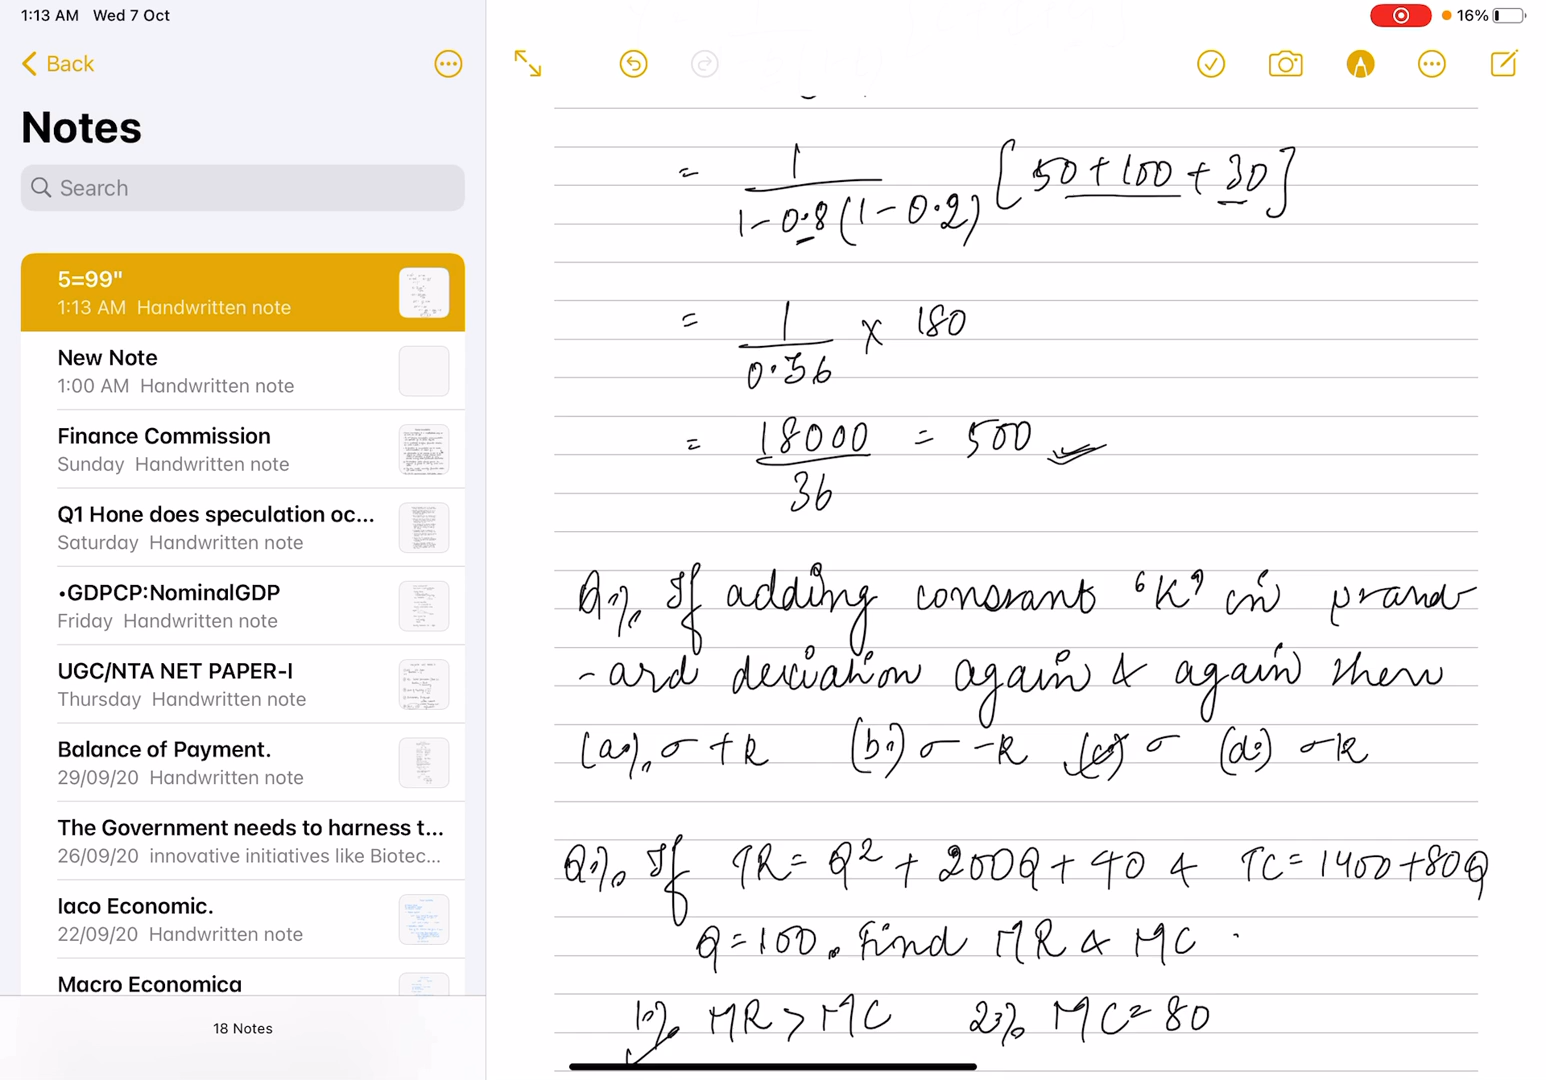 1:13 AM Wed 7 Oct
16%
Back
Notes
Search
5=99"
1:13 AM Handwritten note
New Note
1:00 AM Handwritten note
Finance Commission
Sunday Handwritten note
Q1 Hone does speculation oc...
Saturday Handwritten note
•GDPCP:NominalGDP
Friday Handwritten note
UGC/NTA NET PAPER-I
Thursday Handwritten note
Balance of Payment.
29/09/20 Handwritten note
The Government needs to harness t...
26/09/20 innovative initiatives like Biotec...
Iaco Economic.
22/09/20 Handwritten note
Macro Economica
18 Notes
= 1 / 1-0.8(1-0.2) [50+100+30]
= 1 / 0.36 × 180
= 18000 / 36 = 500
Q:. If adding constant 'K' in stand-
-ard deviation again & again then
(a). σ+K (b.) σ-K (c) σ (d.) σK
Q:. If TR = Q² + 200Q + 40 & TC = 1400+80Q
Q=100. Find MR & MC.
1. MR > MC 2. MC = 80